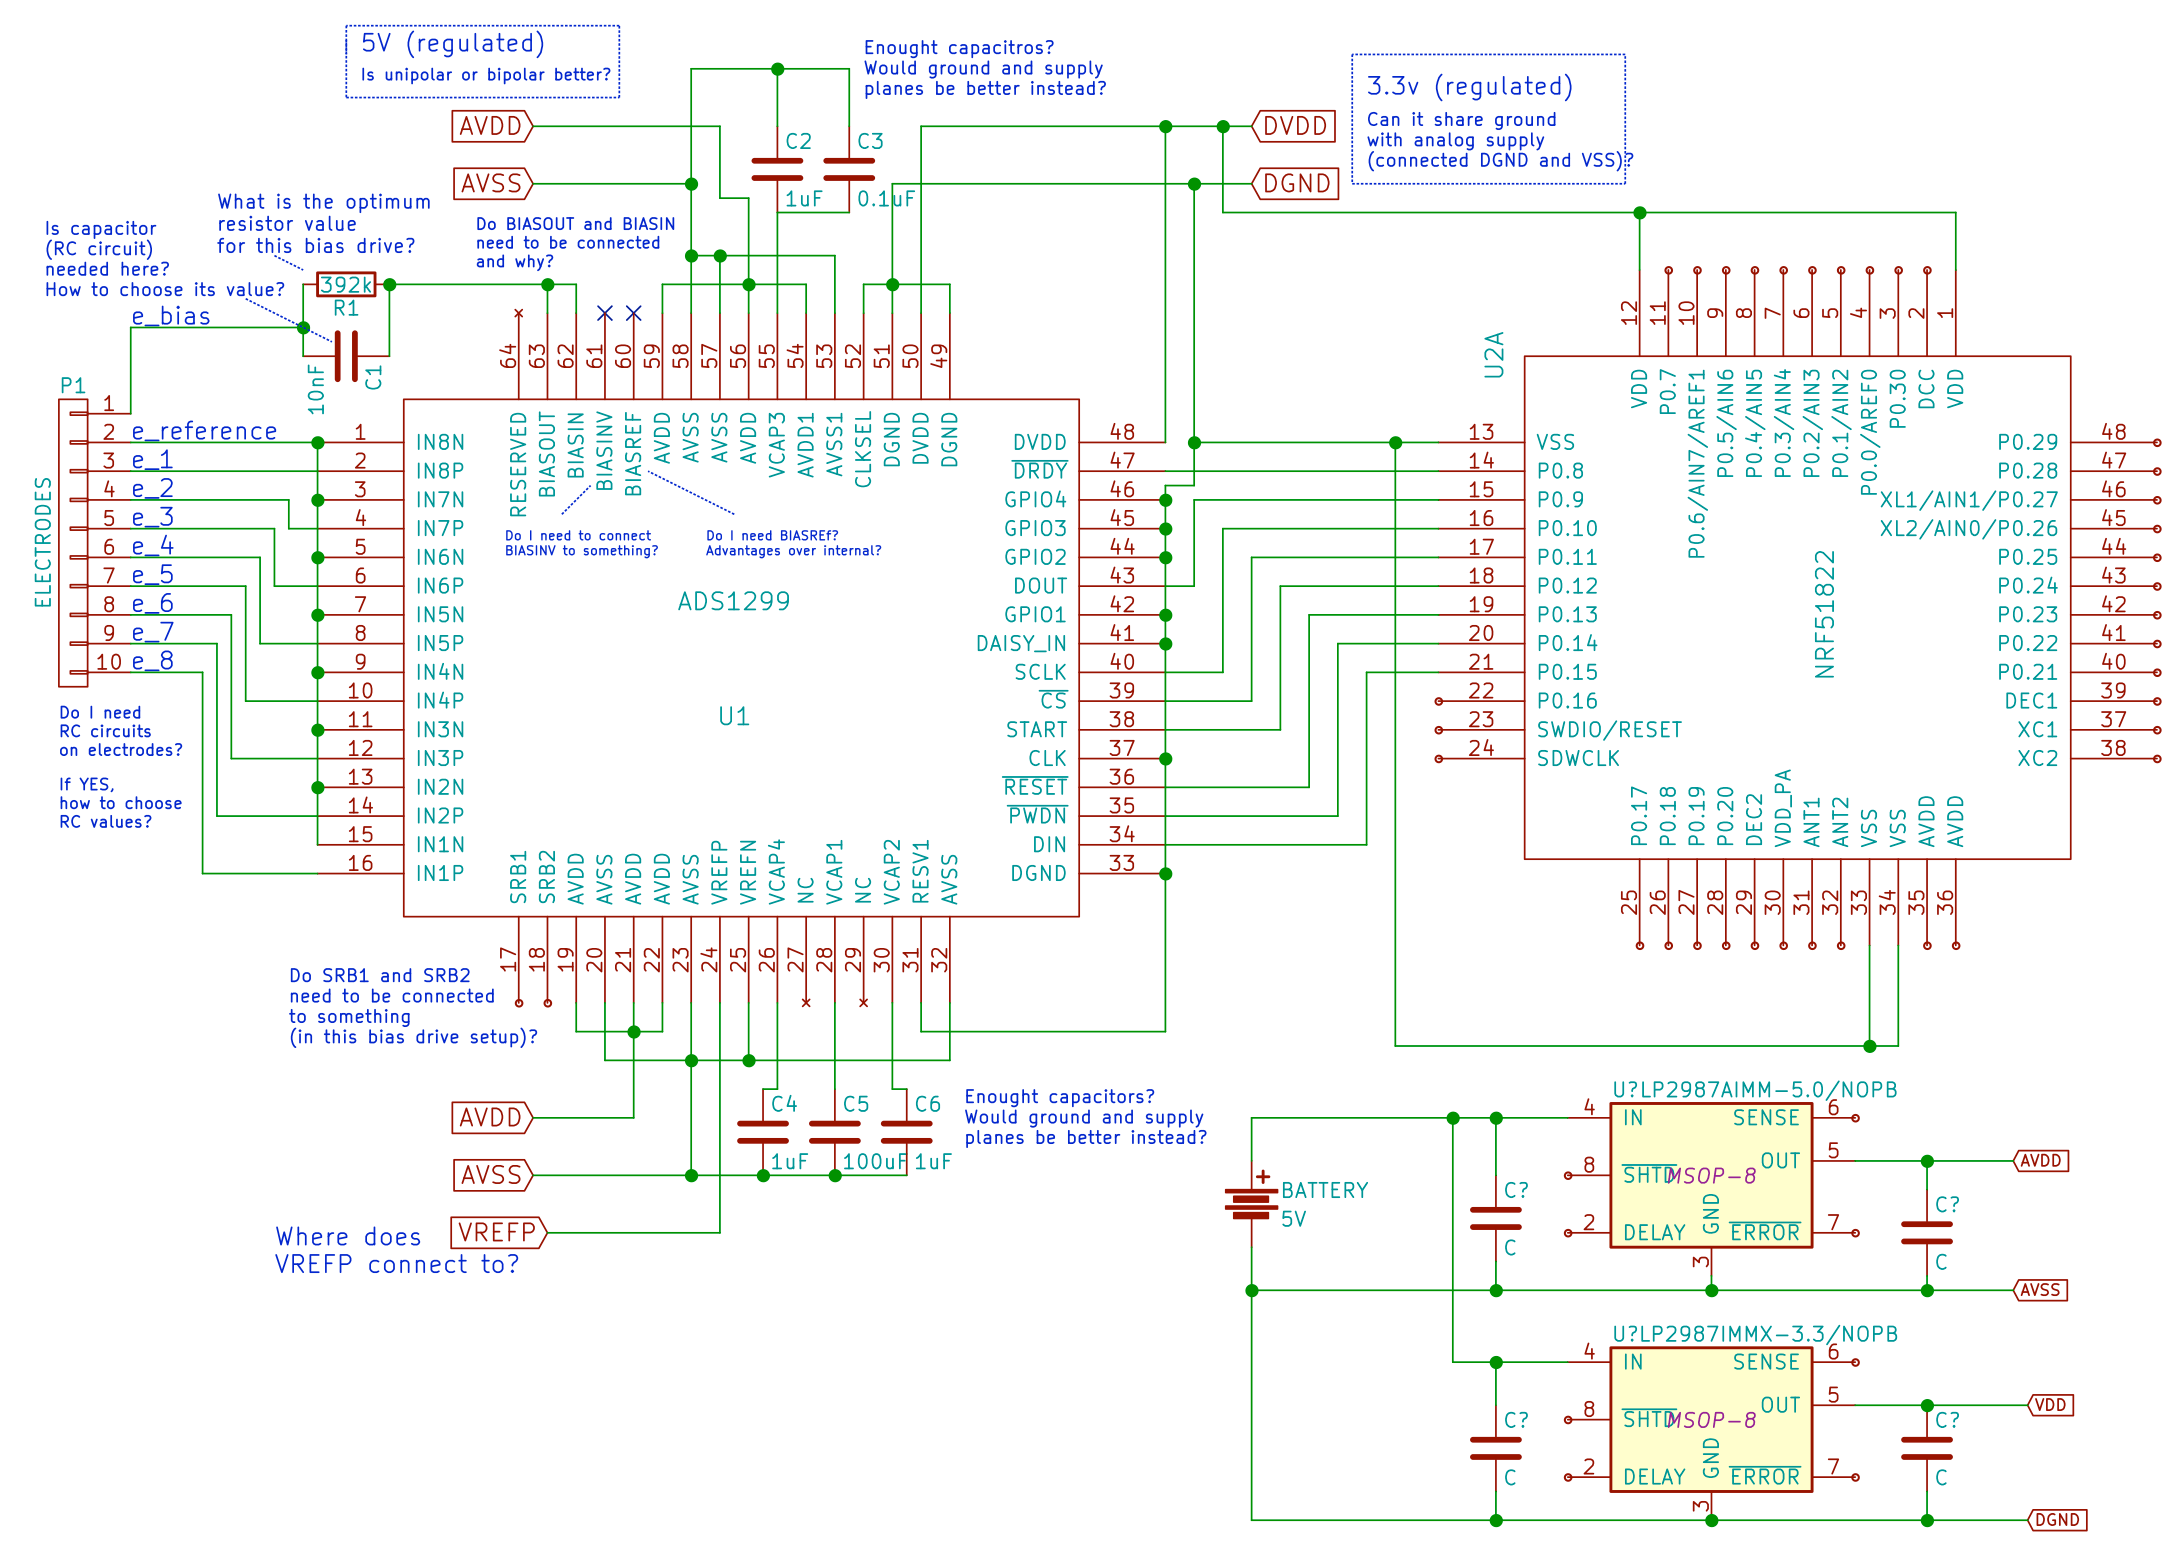 5V (regulated)
Is unipolar or bipolar better?
Enought capacitros?
Would ground and supply
planes be better instead?
3.3v (regulated)
Can it share ground
with analog supply
(connected DGND and VSS)?
AVDD
AVSS
C2
1uF
C3
0.1uF
DVDD
DGND
What is the optimum
resistor value
for this bias drive?
Is capacitor
(RC circuit)
needed here?
How to choose its value?
Do BIASOUT and BIASIN
need to be connected
and why?
392k
R1
10nF
C1
e_bias
P1
ELECTRODES
1
2
3
4
5
6
7
8
9
10
e_reference
e_1
e_2
e_3
e_4
e_5
e_6
e_7
e_8
Do I need
RC circuits
on electrodes?
If YES,
how to choose
RC values?
64 RESERVED
63 BIASOUT
62 BIASIN
61 BIASINV
60 BIASREF
59 AVDD
58 AVSS
57 AVSS
56 AVDD
55 VCAP3
54 AVDD1
53 AVSS1
52 CLKSEL
51 DGND
50 DVDD
49 DGND
1 IN8N
2 IN8P
3 IN7N
4 IN7P
5 IN6N
6 IN6P
7 IN5N
8 IN5P
9 IN4N
10 IN4P
11 IN3N
12 IN3P
13 IN2N
14 IN2P
15 IN1N
16 IN1P
Do I need to connect
BIASINV to something?
Do I need BIASREf?
Advantages over internal?
ADS1299
U1
DVDD 48
DRDY 47
GPIO4 46
GPIO3 45
GPIO2 44
DOUT 43
GPIO1 42
DAISY_IN 41
SCLK 40
CS 39
START 38
CLK 37
RESET 36
PWDN 35
DIN 34
DGND 33
SRB1 17
SRB2 18
AVDD 19
AVSS 20
AVDD 21
AVDD 22
AVSS 23
VREFP 24
VREFN 25
VCAP4 26
NC 27
VCAP1 28
NC 29
VCAP2 30
RESV1 31
AVSS 32
U2A
12 VDD
11 P0.7
10 P0.6/AIN7/AREF1
9 P0.5/AIN6
8 P0.4/AIN5
7 P0.3/AIN4
6 P0.2/AIN3
5 P0.1/AIN2
4 P0.0/AREF0
3 P0.30
2 DCC
1 VDD
13 VSS
14 P0.8
15 P0.9
16 P0.10
17 P0.11
18 P0.12
19 P0.13
20 P0.14
21 P0.15
22 P0.16
23 SWDIO/RESET
24 SDWCLK
NRF51822
P0.29 48
P0.28 47
XL1/AIN1/P0.27 46
XL2/AIN0/P0.26 45
P0.25 44
P0.24 43
P0.23 42
P0.22 41
P0.21 40
DEC1 39
XC1 37
XC2 38
P0.17 25
P0.18 26
P0.19 27
P0.20 28
DEC2 29
VDD_PA 30
ANT1 31
ANT2 32
VSS 33
VSS 34
AVDD 35
AVDD 36
Do SRB1 and SRB2
need to be connected
to something
(in this bias drive setup)?
AVDD
AVSS
VREFP
C4
1uF
C5
100uF
C6
1uF
Enought capacitors?
Would ground and supply
planes be better instead?
Where does
VREFP connect to?
BATTERY
5V
C?
C
U?LP2987AIMM-5.0/NOPB
4 IN
8 SHTD
2 DELAY
MSOP-8
GND 3
SENSE 6
OUT 5
ERROR 7
C?
C
AVDD
AVSS
C?
C
U?LP2987IMMX-3.3/NOPB
4 IN
8 SHTD
2 DELAY
MSOP-8
GND 3
SENSE 6
OUT 5
ERROR 7
C?
C
VDD
DGND